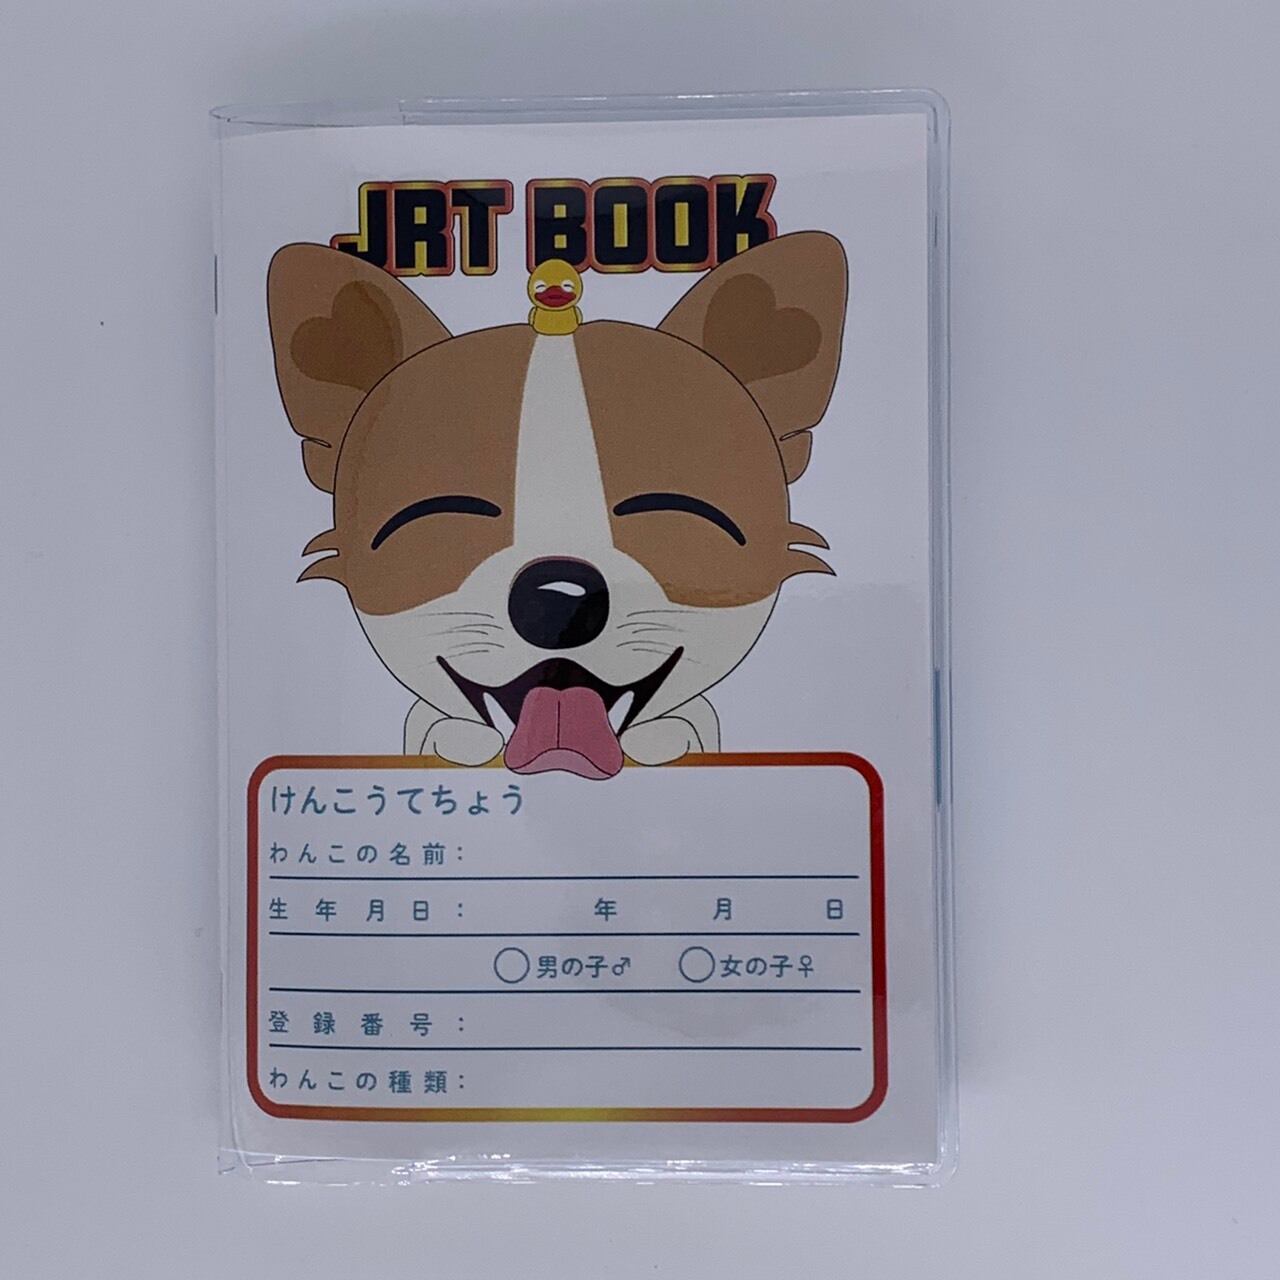 JRT BOOK
けんこうてちょう
わんこの名前:
生年月日: 年 月 日
○男の子♂ ○女の子♀
登録番号:
わんこの種類: